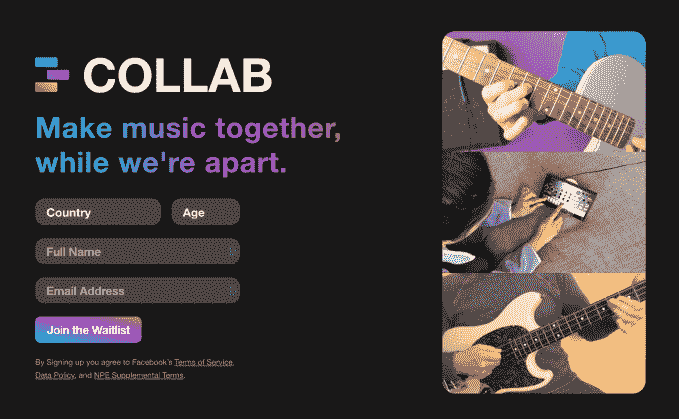 COLLAB
Make music together,
while we're apart.
Country
Age
Full Name
Email Address
Join the Waitlist
By Signing up you agree to Facebook's Terms of Service,
Data Policy, and NPE Supplemental Terms.